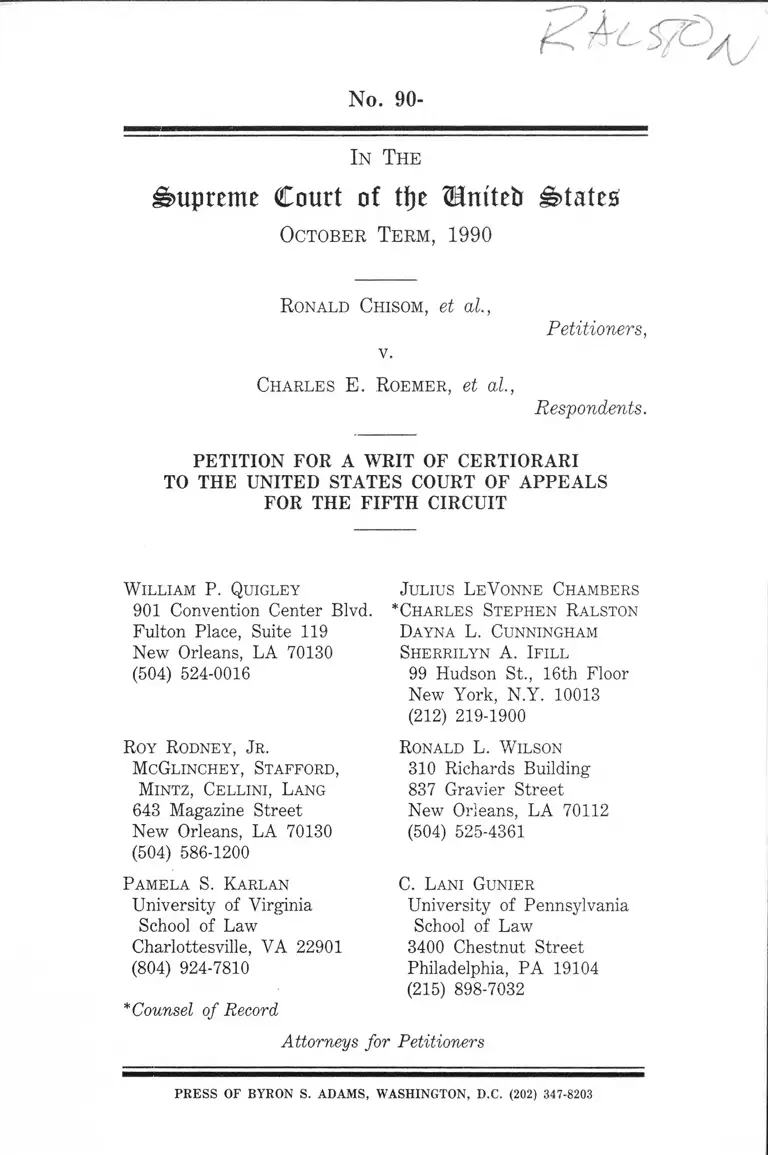 RALSTON
No. 90-
IN THE
Supreme Court of the United States
OCTOBER TERM, 1990
RONALD CHISOM, et al.,
Petitioners,
v.
CHARLES E. ROEMER, et al.,
Respondents.
PETITION FOR A WRIT OF CERTIORARI
TO THE UNITED STATES COURT OF APPEALS
FOR THE FIFTH CIRCUIT
WILLIAM P. QUIGLEY
901 Convention Center Blvd.
Fulton Place, Suite 119
New Orleans, LA 70130
(504) 524-0016
JULIUS LEVONNE CHAMBERS
*CHARLES STEPHEN RALSTON
DAYNA L. CUNNINGHAM
SHERRILYN A. IFILL
99 Hudson St., 16th Floor
New York, N.Y. 10013
(212) 219-1900
ROY RODNEY, JR.
MCGLINCHEY, STAFFORD,
MINTZ, CELLINI, LANG
643 Magazine Street
New Orleans, LA 70130
(504) 586-1200
RONALD L. WILSON
310 Richards Building
837 Gravier Street
New Orleans, LA 70112
(504) 525-4361
PAMELA S. KARLAN
University of Virginia
School of Law
Charlottesville, VA 22901
(804) 924-7810
C. LANI GUNIER
University of Pennsylvania
School of Law
3400 Chestnut Street
Philadelphia, PA 19104
(215) 898-7032
*Counsel of Record
Attorneys for Petitioners
PRESS OF BYRON S. ADAMS, WASHINGTON, D.C. (202) 347-8203